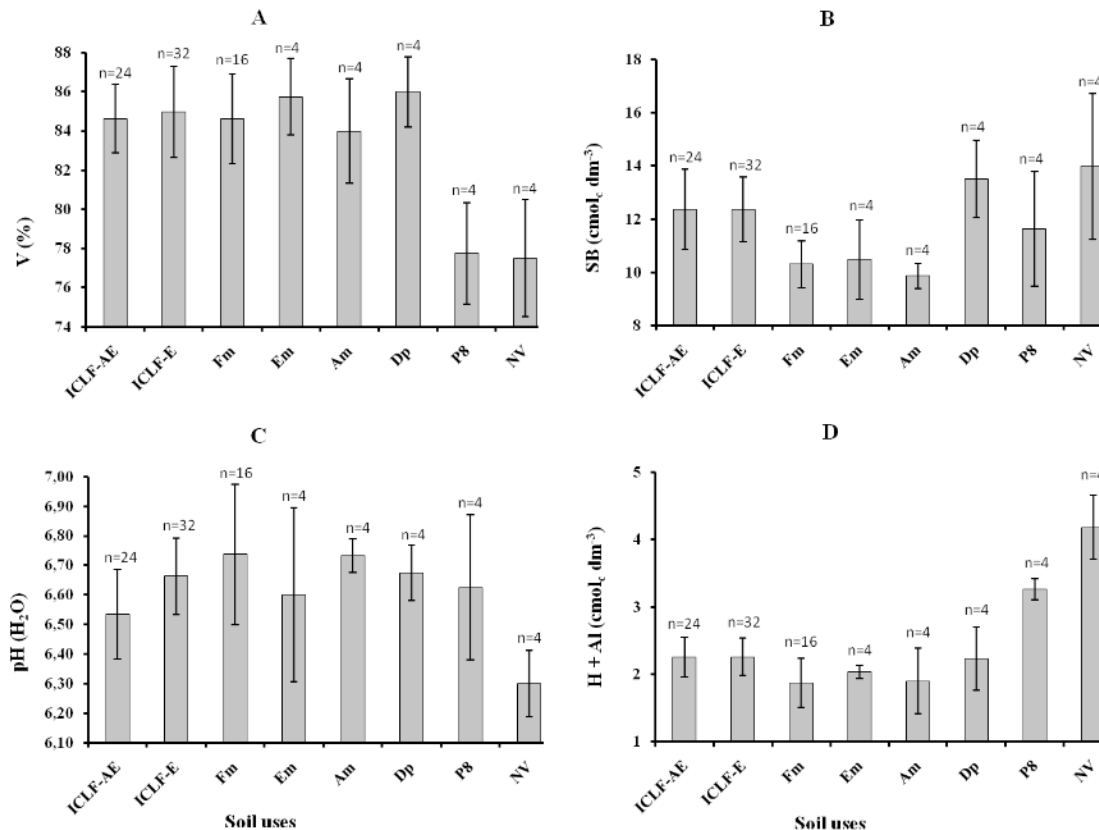 A
n=24
n=32
n=16
n=4
n=4
n=4
n=4
n=4
88
86
84
82
80
78
76
74
V (%)
ICLF-AE
ICLF-E
Fm
Em
Am
Dp
P8
NV
B
n=24
n=32
n=16
n=4
n=4
n=4
n=4
n=4
18
16
14
12
10
8
SB (cmolc dm-3)
ICLF-AE
ICLF-E
Fm
Em
Am
Dp
P8
NV
C
n=24
n=32
n=16
n=4
n=4
n=4
n=4
n=4
7,00
6,90
6,80
6,70
6,60
6,50
6,40
6,30
6,20
6,10
pH (H2O)
ICLF-AE
ICLF-E
Fm
Em
Am
Dp
P8
NV
Soil uses
D
n=24
n=32
n=16
n=4
n=4
n=4
n=4
n=4
5
4
3
2
1
H + Al (cmolc dm-3)
ICLF-AE
ICLF-E
Fm
Em
Am
Dp
P8
NV
Soil uses